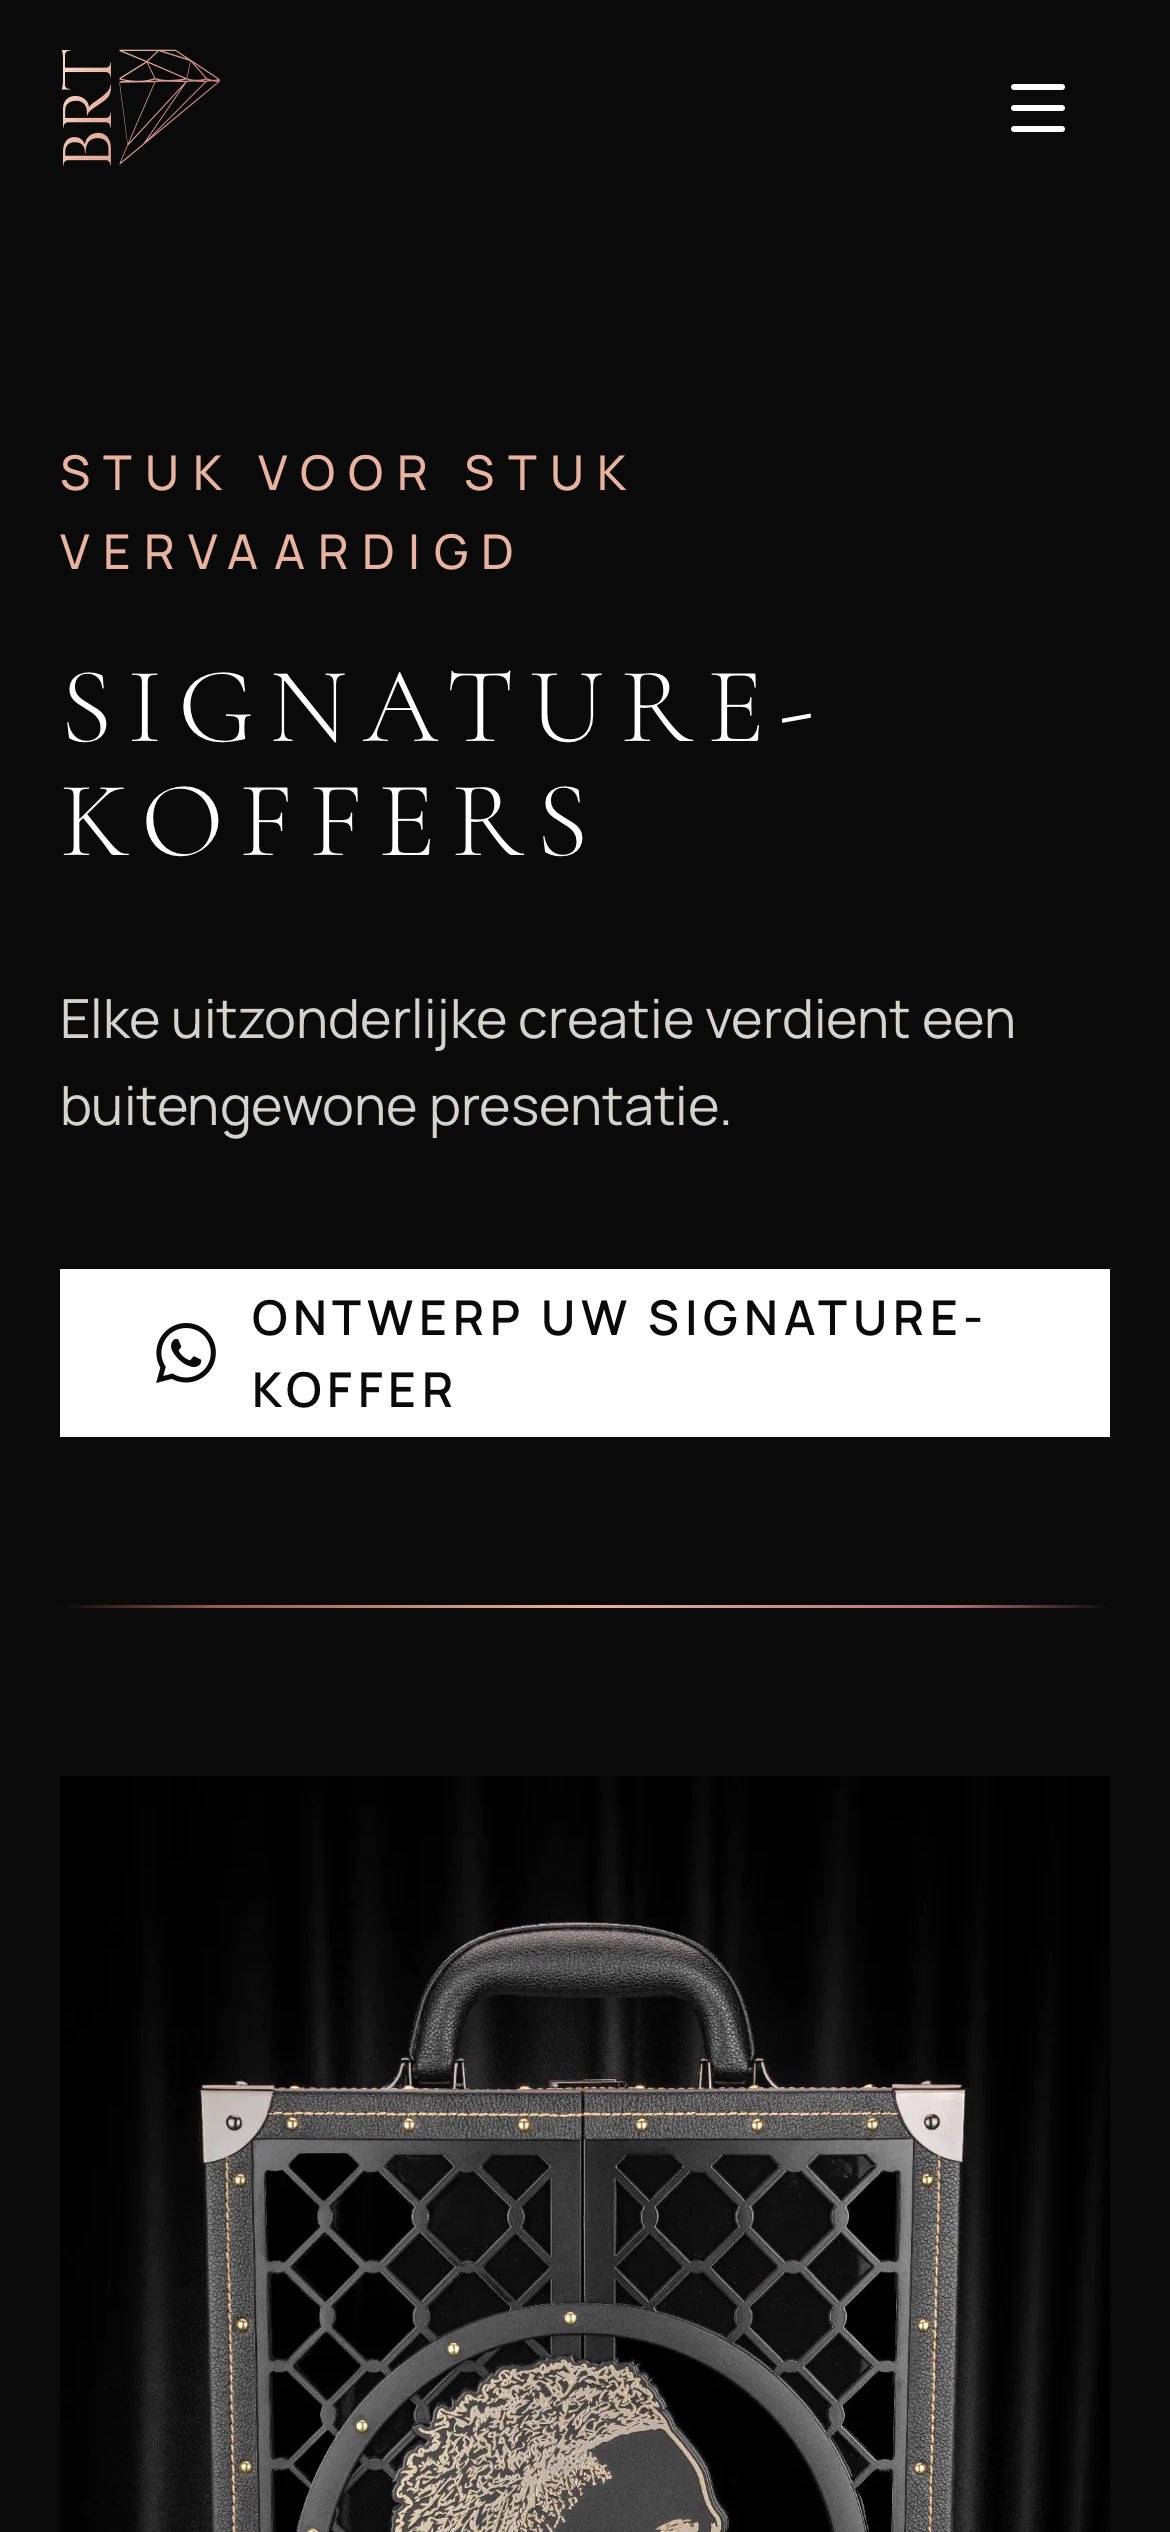 BRT
STUK VOOR STUK
VERVAARDIGD
SIGNATURE-
KOFFERS
Elke uitzonderlijke creatie verdient een
buitengewone presentatie.
ONTWERP UW SIGNATURE-
KOFFER